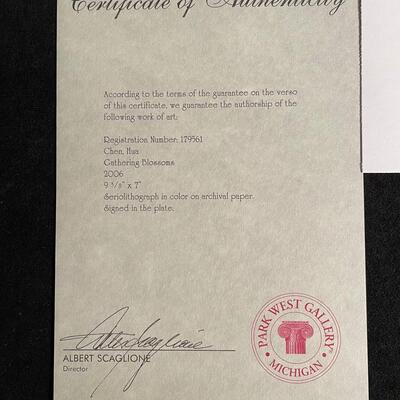 Certificate of Authenticity
According to the terms of the guarantee on the verso
of this certificate, we guarantee the authorship of the
following work of art:
Registration Number: 179561
Chen, Hua
Gathering Blossoms
2006
9 3/8" x 7"
Seriolithograph in color on archival paper.
Signed in the plate.
ALBERT SCAGLIONE
Director
PARK WEST GALLERY
MICHIGAN